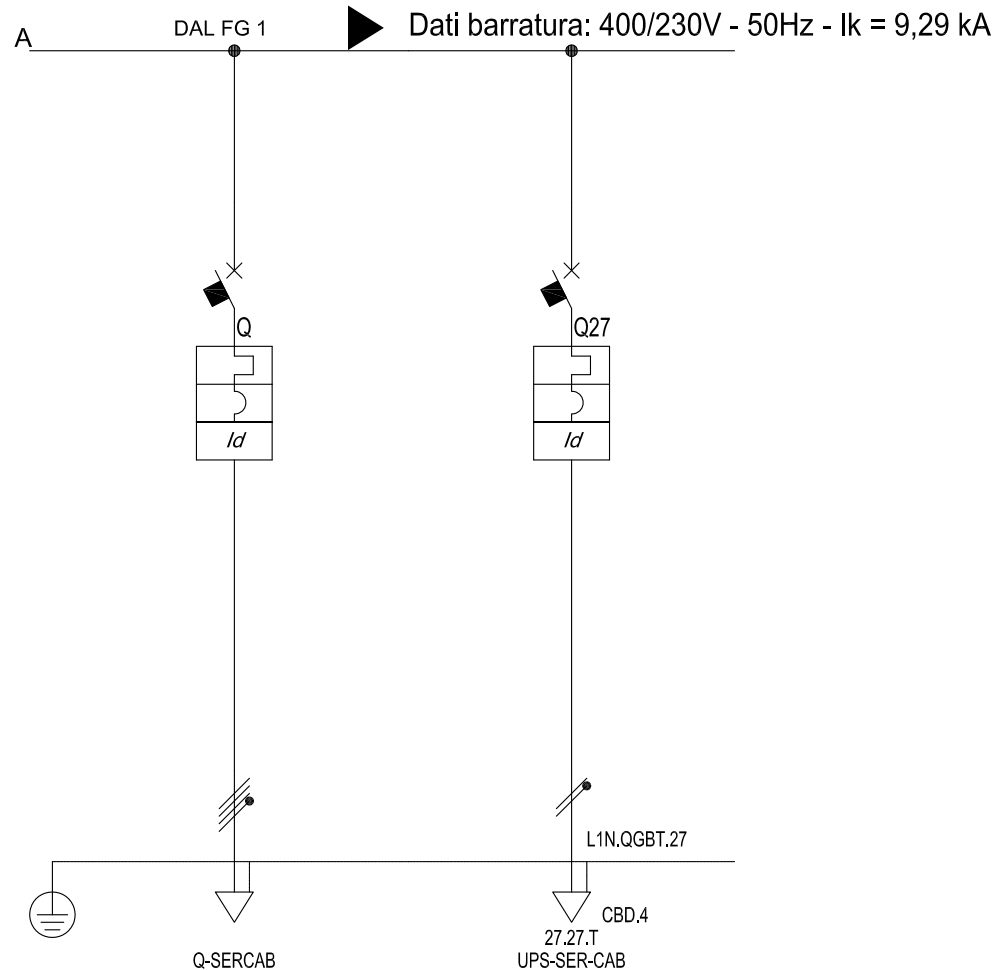 A
DAL FG 1
Dati barratura: 400/230V - 50Hz - Ik = 9,29 kA
Q
Q27
Id
Id
L1N.QGBT.27
CBD.4
27.27.T
Q-SERCAB
UPS-SER-CAB